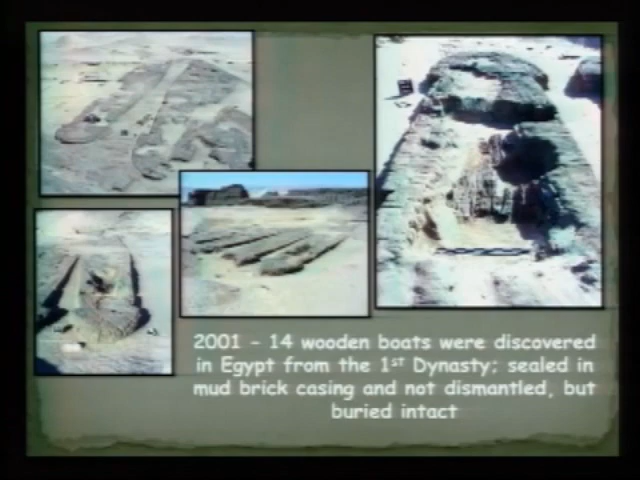 2001 – 14 wooden boats were discovered
in Egypt from the 1st Dynasty; sealed in
mud brick casing and not dismantled, but
buried intact